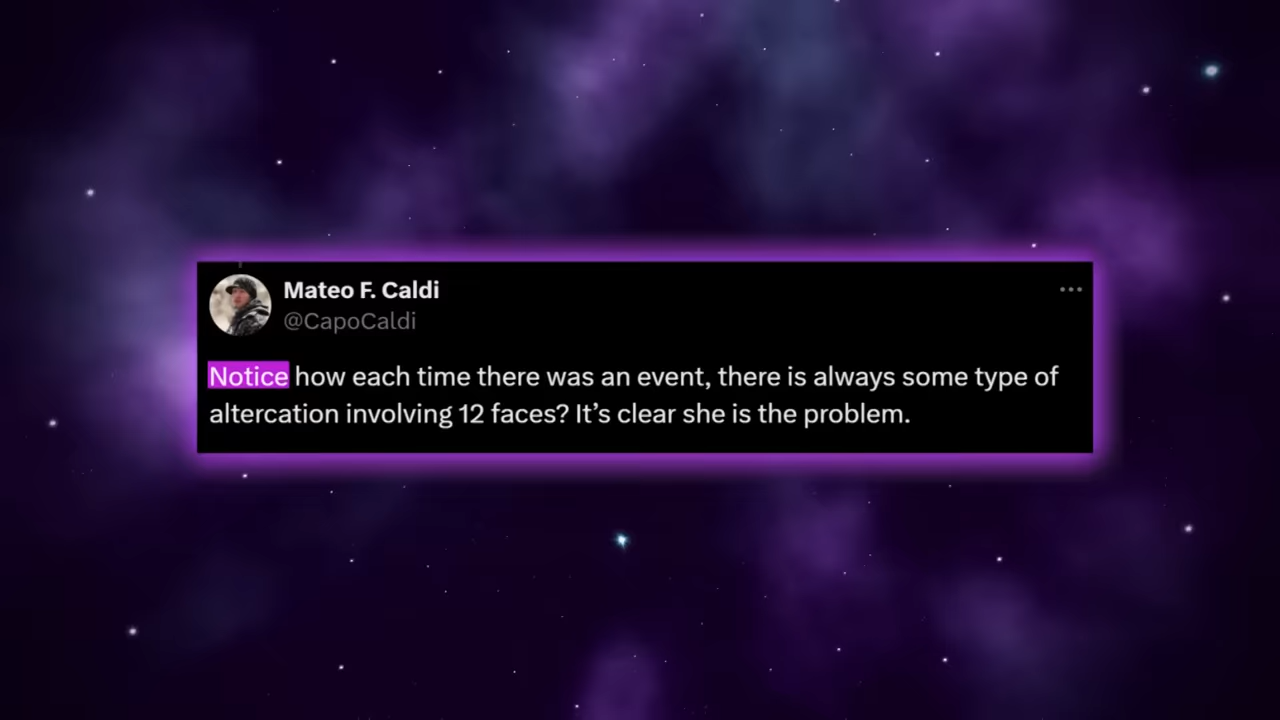 Mateo F. Caldi
@CapoCaldi
Notice how each time there was an event, there is always some type of
altercation involving 12 faces? It’s clear she is the problem.